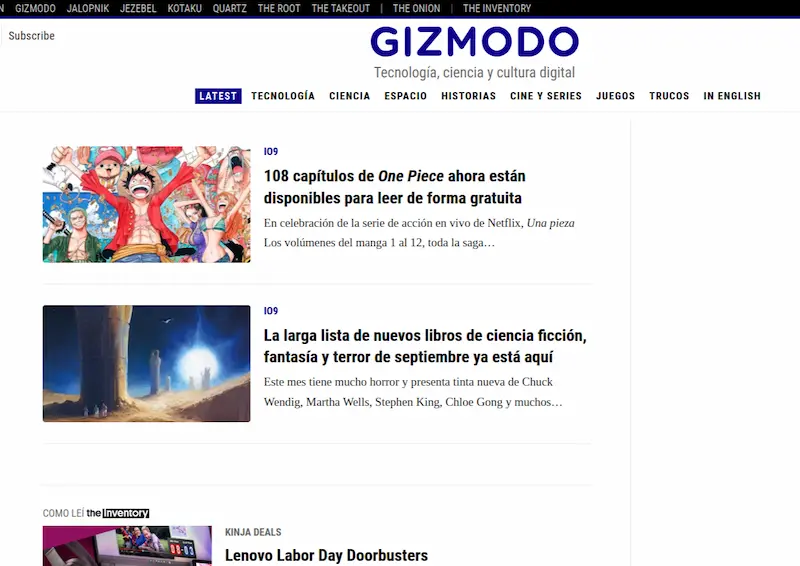 N GIZMODO JALOPNIK JEZEBEL KOTAKU QUARTZ THE ROOT THE TAKEOUT | THE ONION | THE INVENTORY
Subscribe
GIZMODO
Tecnología, ciencia y cultura digital
LATEST TECNOLOGÍA CIENCIA ESPACIO HISTORIAS CINE Y SERIES JUEGOS TRUCOS IN ENGLISH
IO9
108 capítulos de One Piece ahora están
disponibles para leer de forma gratuita
En celebración de la serie de acción en vivo de Netflix, Una pieza
Los volúmenes del manga 1 al 12, toda la saga…
IO9
La larga lista de nuevos libros de ciencia ficción,
fantasía y terror de septiembre ya está aquí
Este mes tiene mucho horror y presenta tinta nueva de Chuck
Wendig, Martha Wells, Stephen King, Chloe Gong y muchos…
COMO LEÍ the Inventory
KINJA DEALS
Lenovo Labor Day Doorbusters